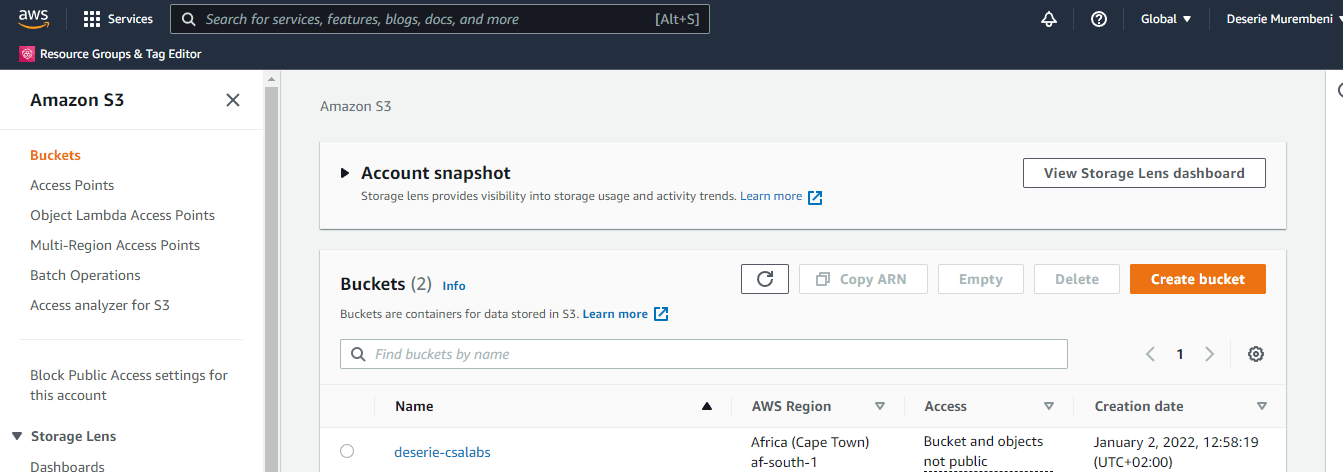 aws
Services
Search for services, features, blogs, docs, and more
[Alt+S]
Global
Deserie Murembeni
Resource Groups & Tag Editor
Amazon S3
Buckets
Access Points
Object Lambda Access Points
Multi-Region Access Points
Batch Operations
Access analyzer for S3
Block Public Access settings for
this account
Storage Lens
Dashboards
Amazon S3
Account snapshot
Storage lens provides visibility into storage usage and activity trends. Learn more
View Storage Lens dashboard
Buckets (2) Info
Copy ARN
Empty
Delete
Create bucket
Buckets are containers for data stored in S3. Learn more
Find buckets by name
1
Name
AWS Region
Access
Creation date
deserie-csalabs
Africa (Cape Town)
af-south-1
Bucket and objects
not public
January 2, 2022, 12:58:19
(UTC+02:00)